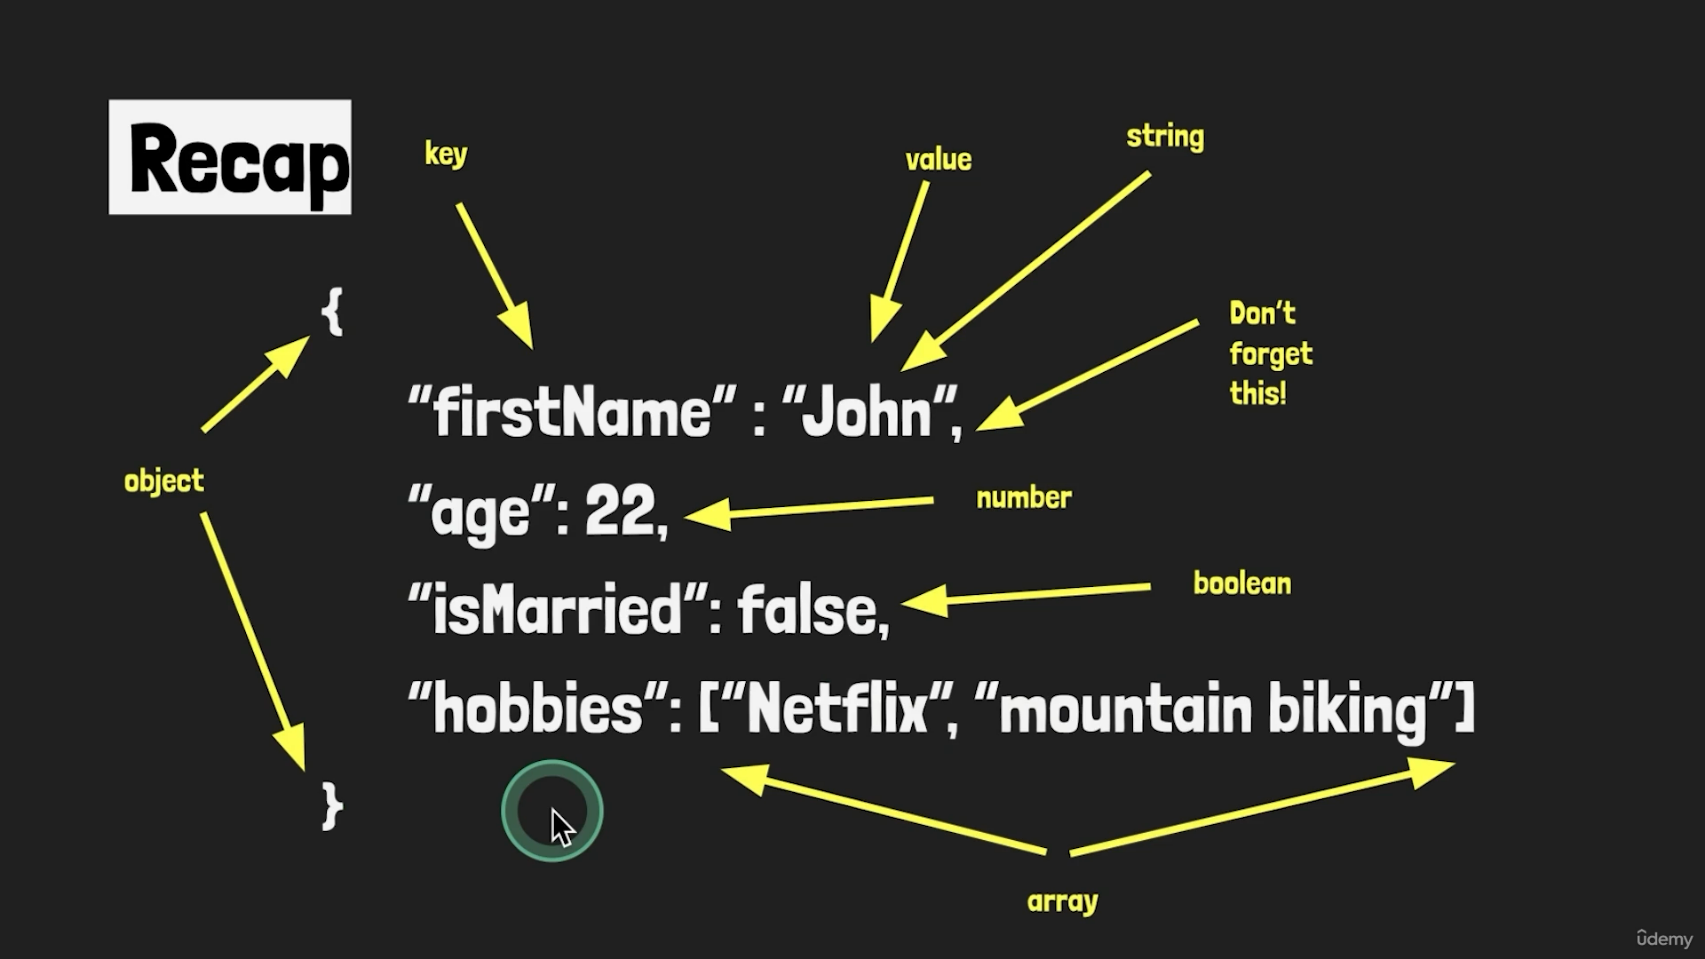 Recap
key
value
string
{
Don't
forget
this!
"firstName" : "John",
object
"age": 22,
number
"isMarried": false,
boolean
"hobbies": ["Netflix", "mountain biking"]
}
array
ûdemy